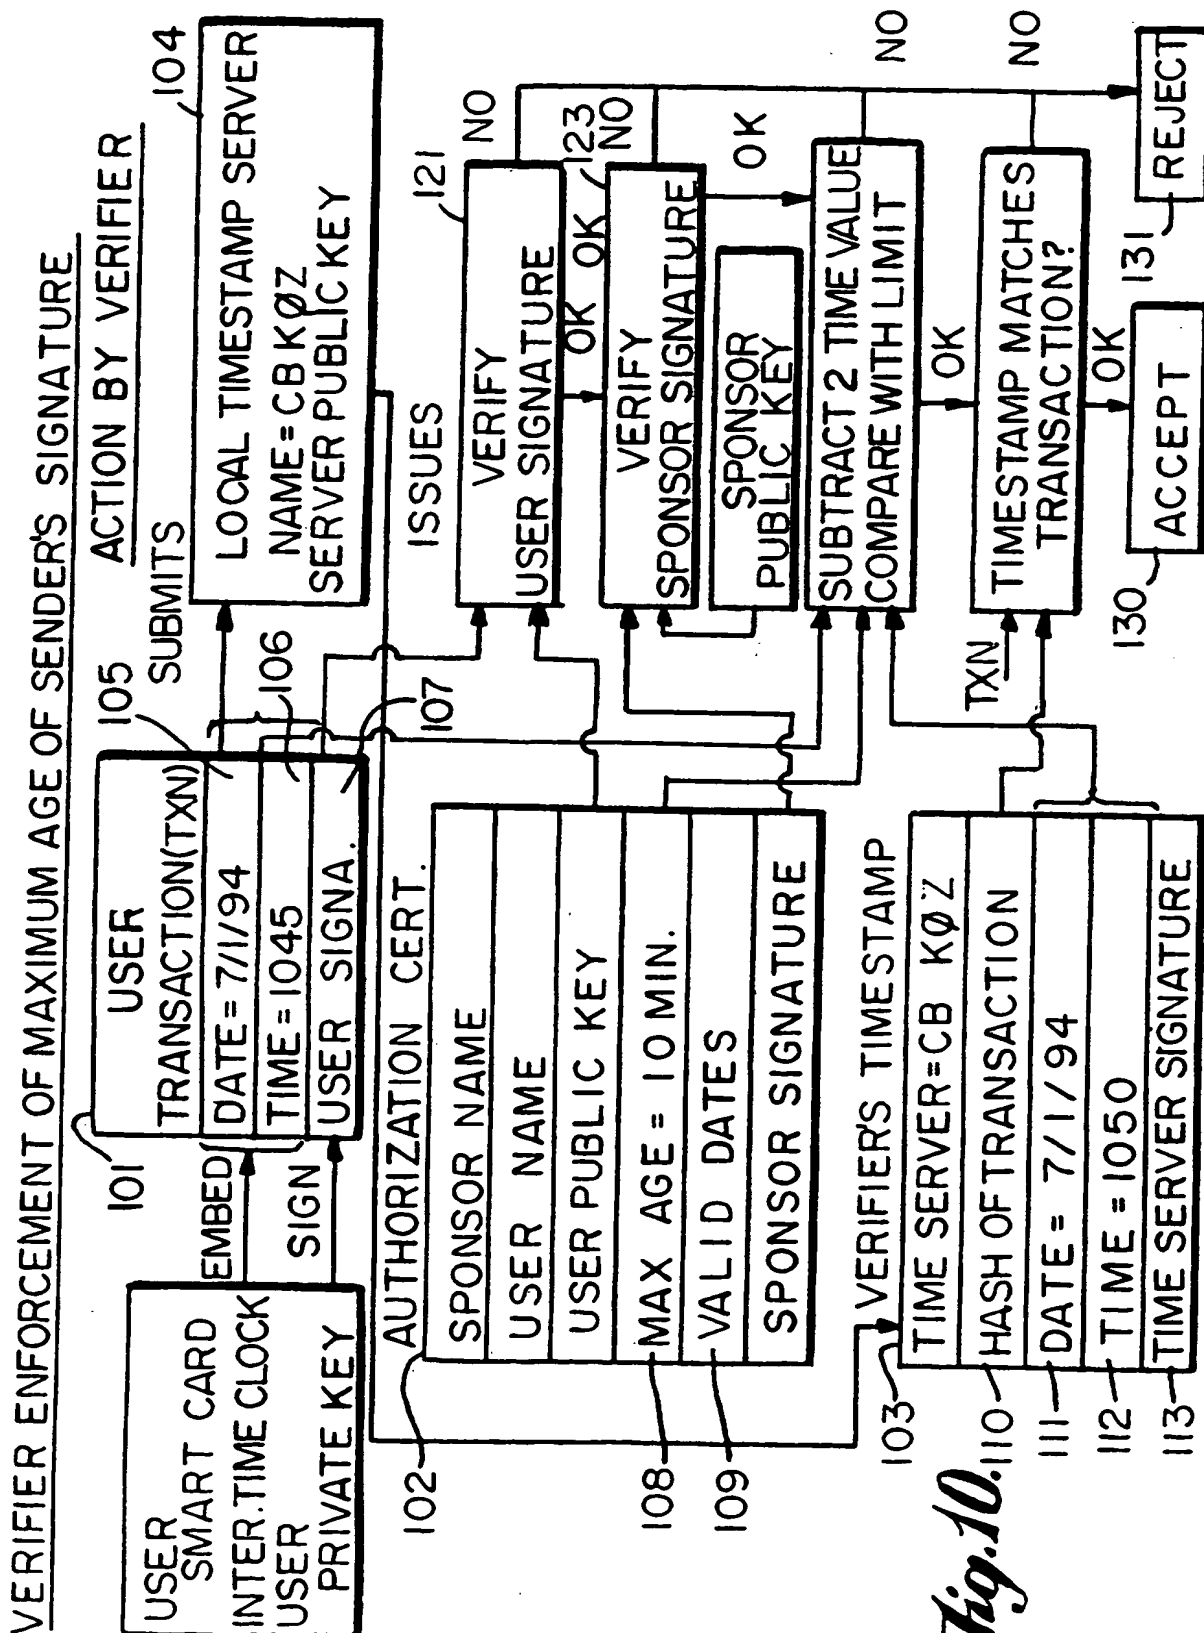 VERIFIER ENFORCEMENT OF MAXIMUM AGE OF SENDER'S SIGNATURE
ACTION BY VERIFIER
USER
SMART CARD
INTER.TIME CLOCK
USER
PRIVATE KEY
EMBED
SIGN
101
USER
TRANSACTION(TXN)
DATE=7/1/94
TIME=1045
USER SIGNA.
105
106
107
SUBMITS
104
LOCAL TIMESTAMP SERVER
NAME=CB KØZ
SERVER PUBLIC KEY
ISSUES
102
AUTHORIZATION CERT.
SPONSOR NAME
USER NAME
USER PUBLIC KEY
MAX AGE=10 MIN.
VALID DATES
SPONSOR SIGNATURE
108
109
121
VERIFY
USER SIGNATURE
NO
OK
OK
123
NO
VERIFY
SPONSOR SIGNATURE
OK
SPONSOR
PUBLIC KEY
SUBTRACT 2 TIME VALUE
COMPARE WITH LIMIT
NO
OK
103
VERIFIER'S TIMESTAMP
TIME SERVER=CB KØZ
HASH OF TRANSACTION
DATE = 7/1/94
TIME=1050
TIME SERVER SIGNATURE
110
111
112
113
TXN
TIMESTAMP MATCHES
TRANSACTION?
NO
OK
130
ACCEPT
131
REJECT
Fig.10.